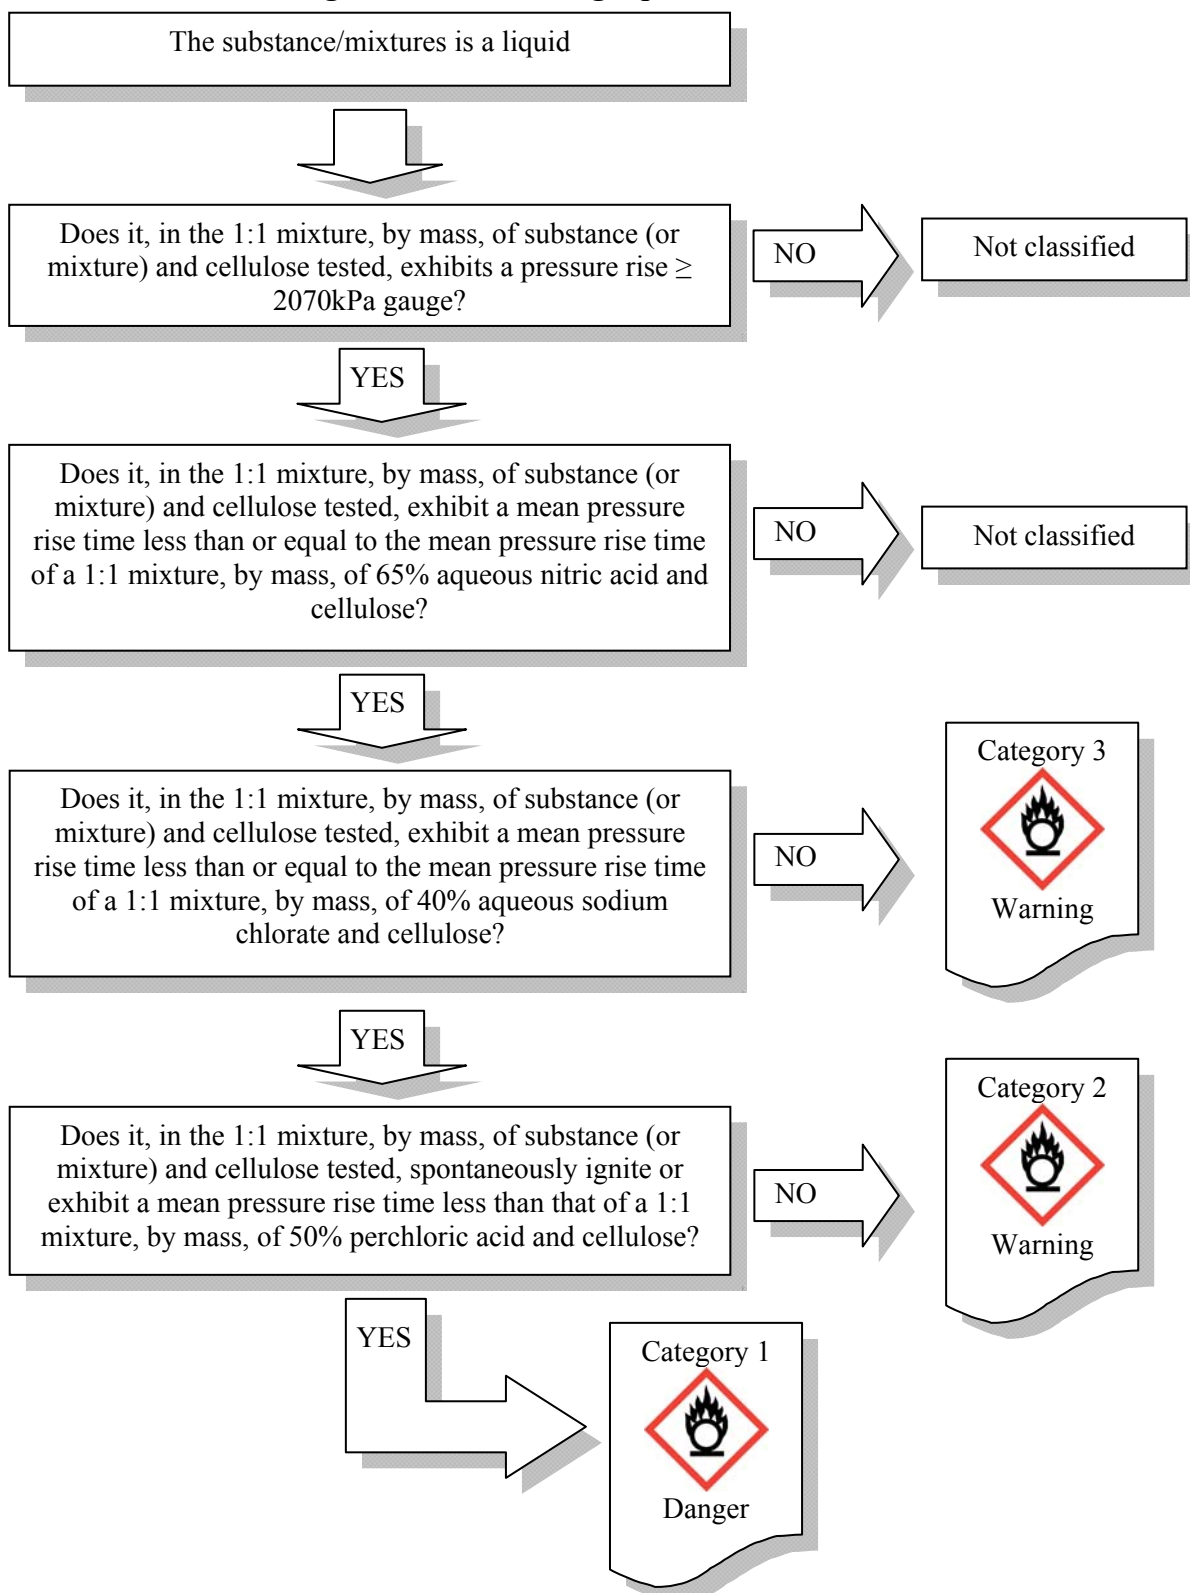 The substance/mixtures is a liquid
Does it, in the 1:1 mixture, by mass, of substance (or
mixture) and cellulose tested, exhibits a pressure rise ≥
2070kPa gauge?
NO
Not classified
YES
Does it, in the 1:1 mixture, by mass, of substance (or
mixture) and cellulose tested, exhibit a mean pressure
rise time less than or equal to the mean pressure rise time
of a 1:1 mixture, by mass, of 65% aqueous nitric acid and
cellulose?
NO
Not classified
YES
Does it, in the 1:1 mixture, by mass, of substance (or
mixture) and cellulose tested, exhibit a mean pressure
rise time less than or equal to the mean pressure rise time
of a 1:1 mixture, by mass, of 40% aqueous sodium
chlorate and cellulose?
NO
Category 3
Warning
YES
Does it, in the 1:1 mixture, by mass, of substance (or
mixture) and cellulose tested, spontaneously ignite or
exhibit a mean pressure rise time less than that of a 1:1
mixture, by mass, of 50% perchloric acid and cellulose?
NO
Category 2
Warning
YES
Category 1
Danger